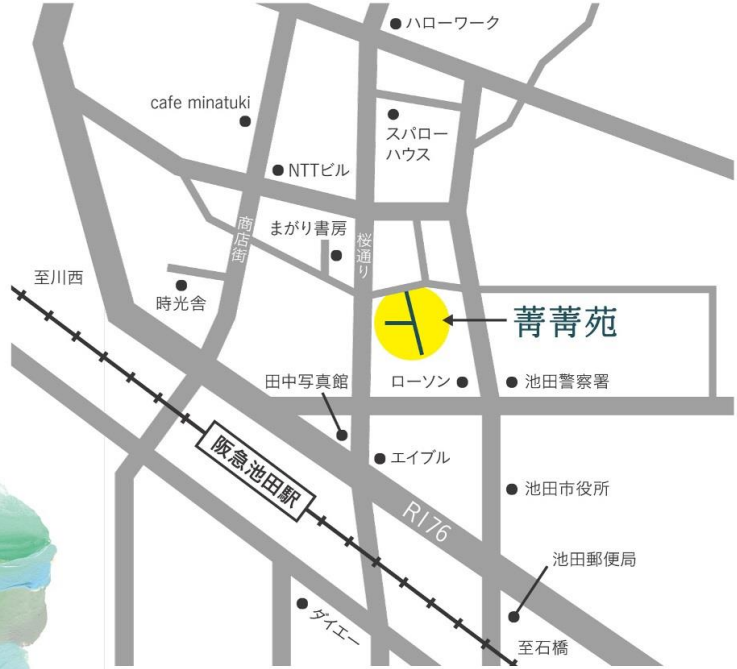 ハローワーク
cafe minatuki
スパロー
ハウス
NTTビル
商店街
まがり書房
桜通り
至川西
時光舎
菁菁苑
田中写真館
ローソン
池田警察署
エイブル
阪急池田駅
池田市役所
R176
池田郵便局
ダイエー
至石橋